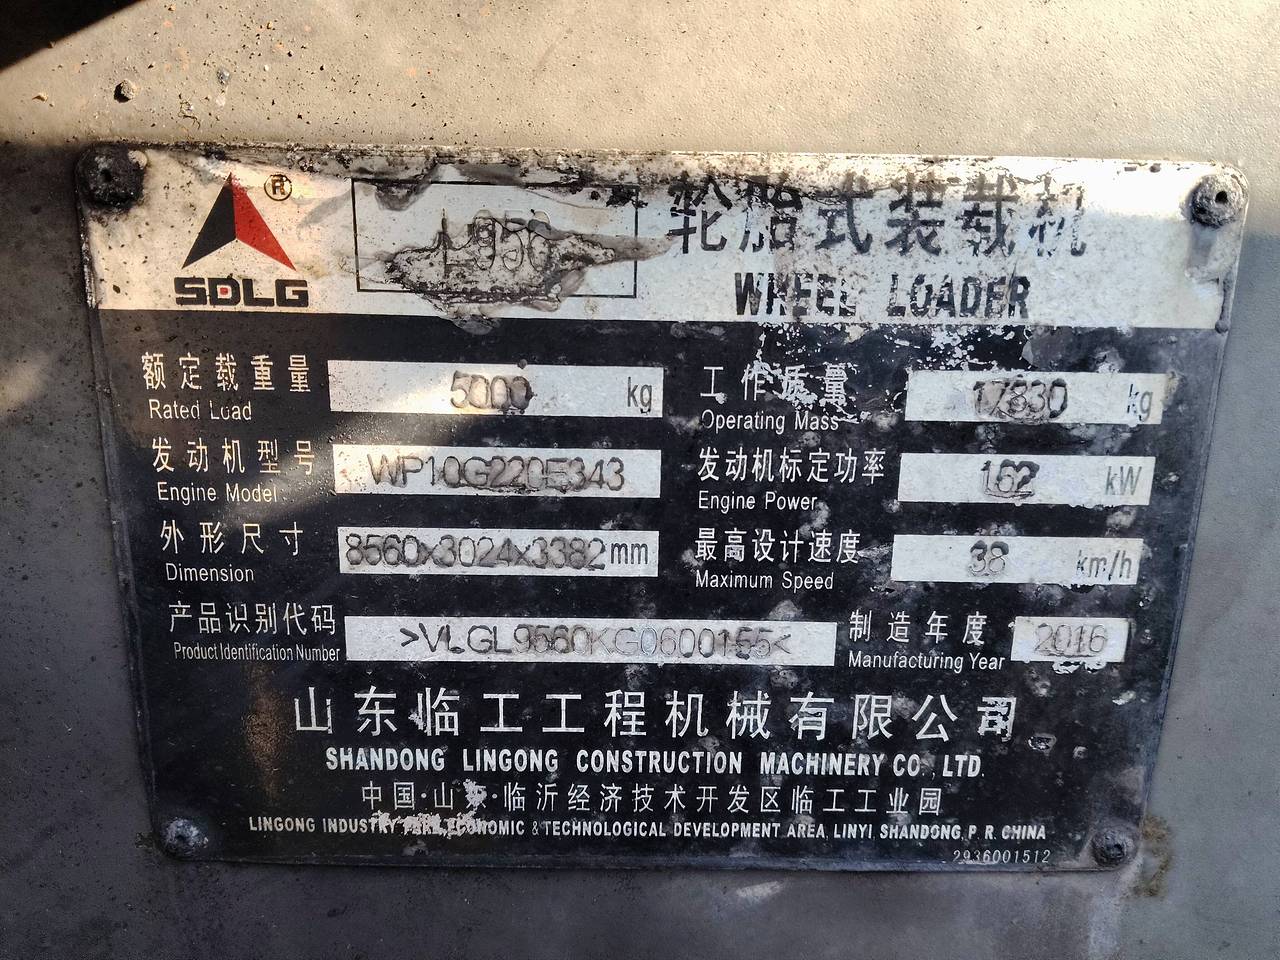 ®
SDLG
L956
轮胎式装载机
WHEEL LOADER
额定载重量 5000 kg
Rated Load
工作质量 17830 kg
Operating Mass
发动机型号 WP10G220E343
Engine Model
发动机标定功率 162 kW
Engine Power
外形尺寸 8560x3024x3382mm
Dimension
最高设计速度 38 km/h
Maximum Speed
产品识别代码 >VLGL9560KG0600155<
Product Identification Number
制造年度 2016
Manufacturing Year
山东临工工程机械有限公司
SHANDONG LINGONG CONSTRUCTION MACHINERY CO.,LTD.
中国·山东·临沂经济技术开发区临工工业园
LINGONG INDUSTRY PARK,ECONOMIC & TECHNOLOGICAL DEVELOPMENT AREA, LINYI, SHANDONG, P. R. CHINA
2936001512